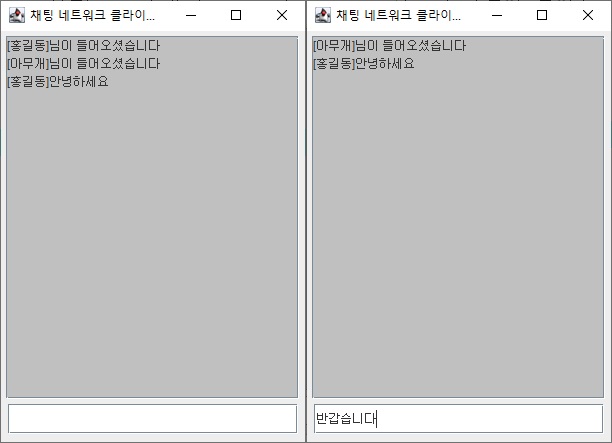 채팅 네트워크 클라이...
[홍길동]님이 들어오셨습니다
[아무개]님이 들어오셨습니다
[홍길동]안녕하세요
채팅 네트워크 클라이...
[아무개]님이 들어오셨습니다
[홍길동]안녕하세요
반갑습니다